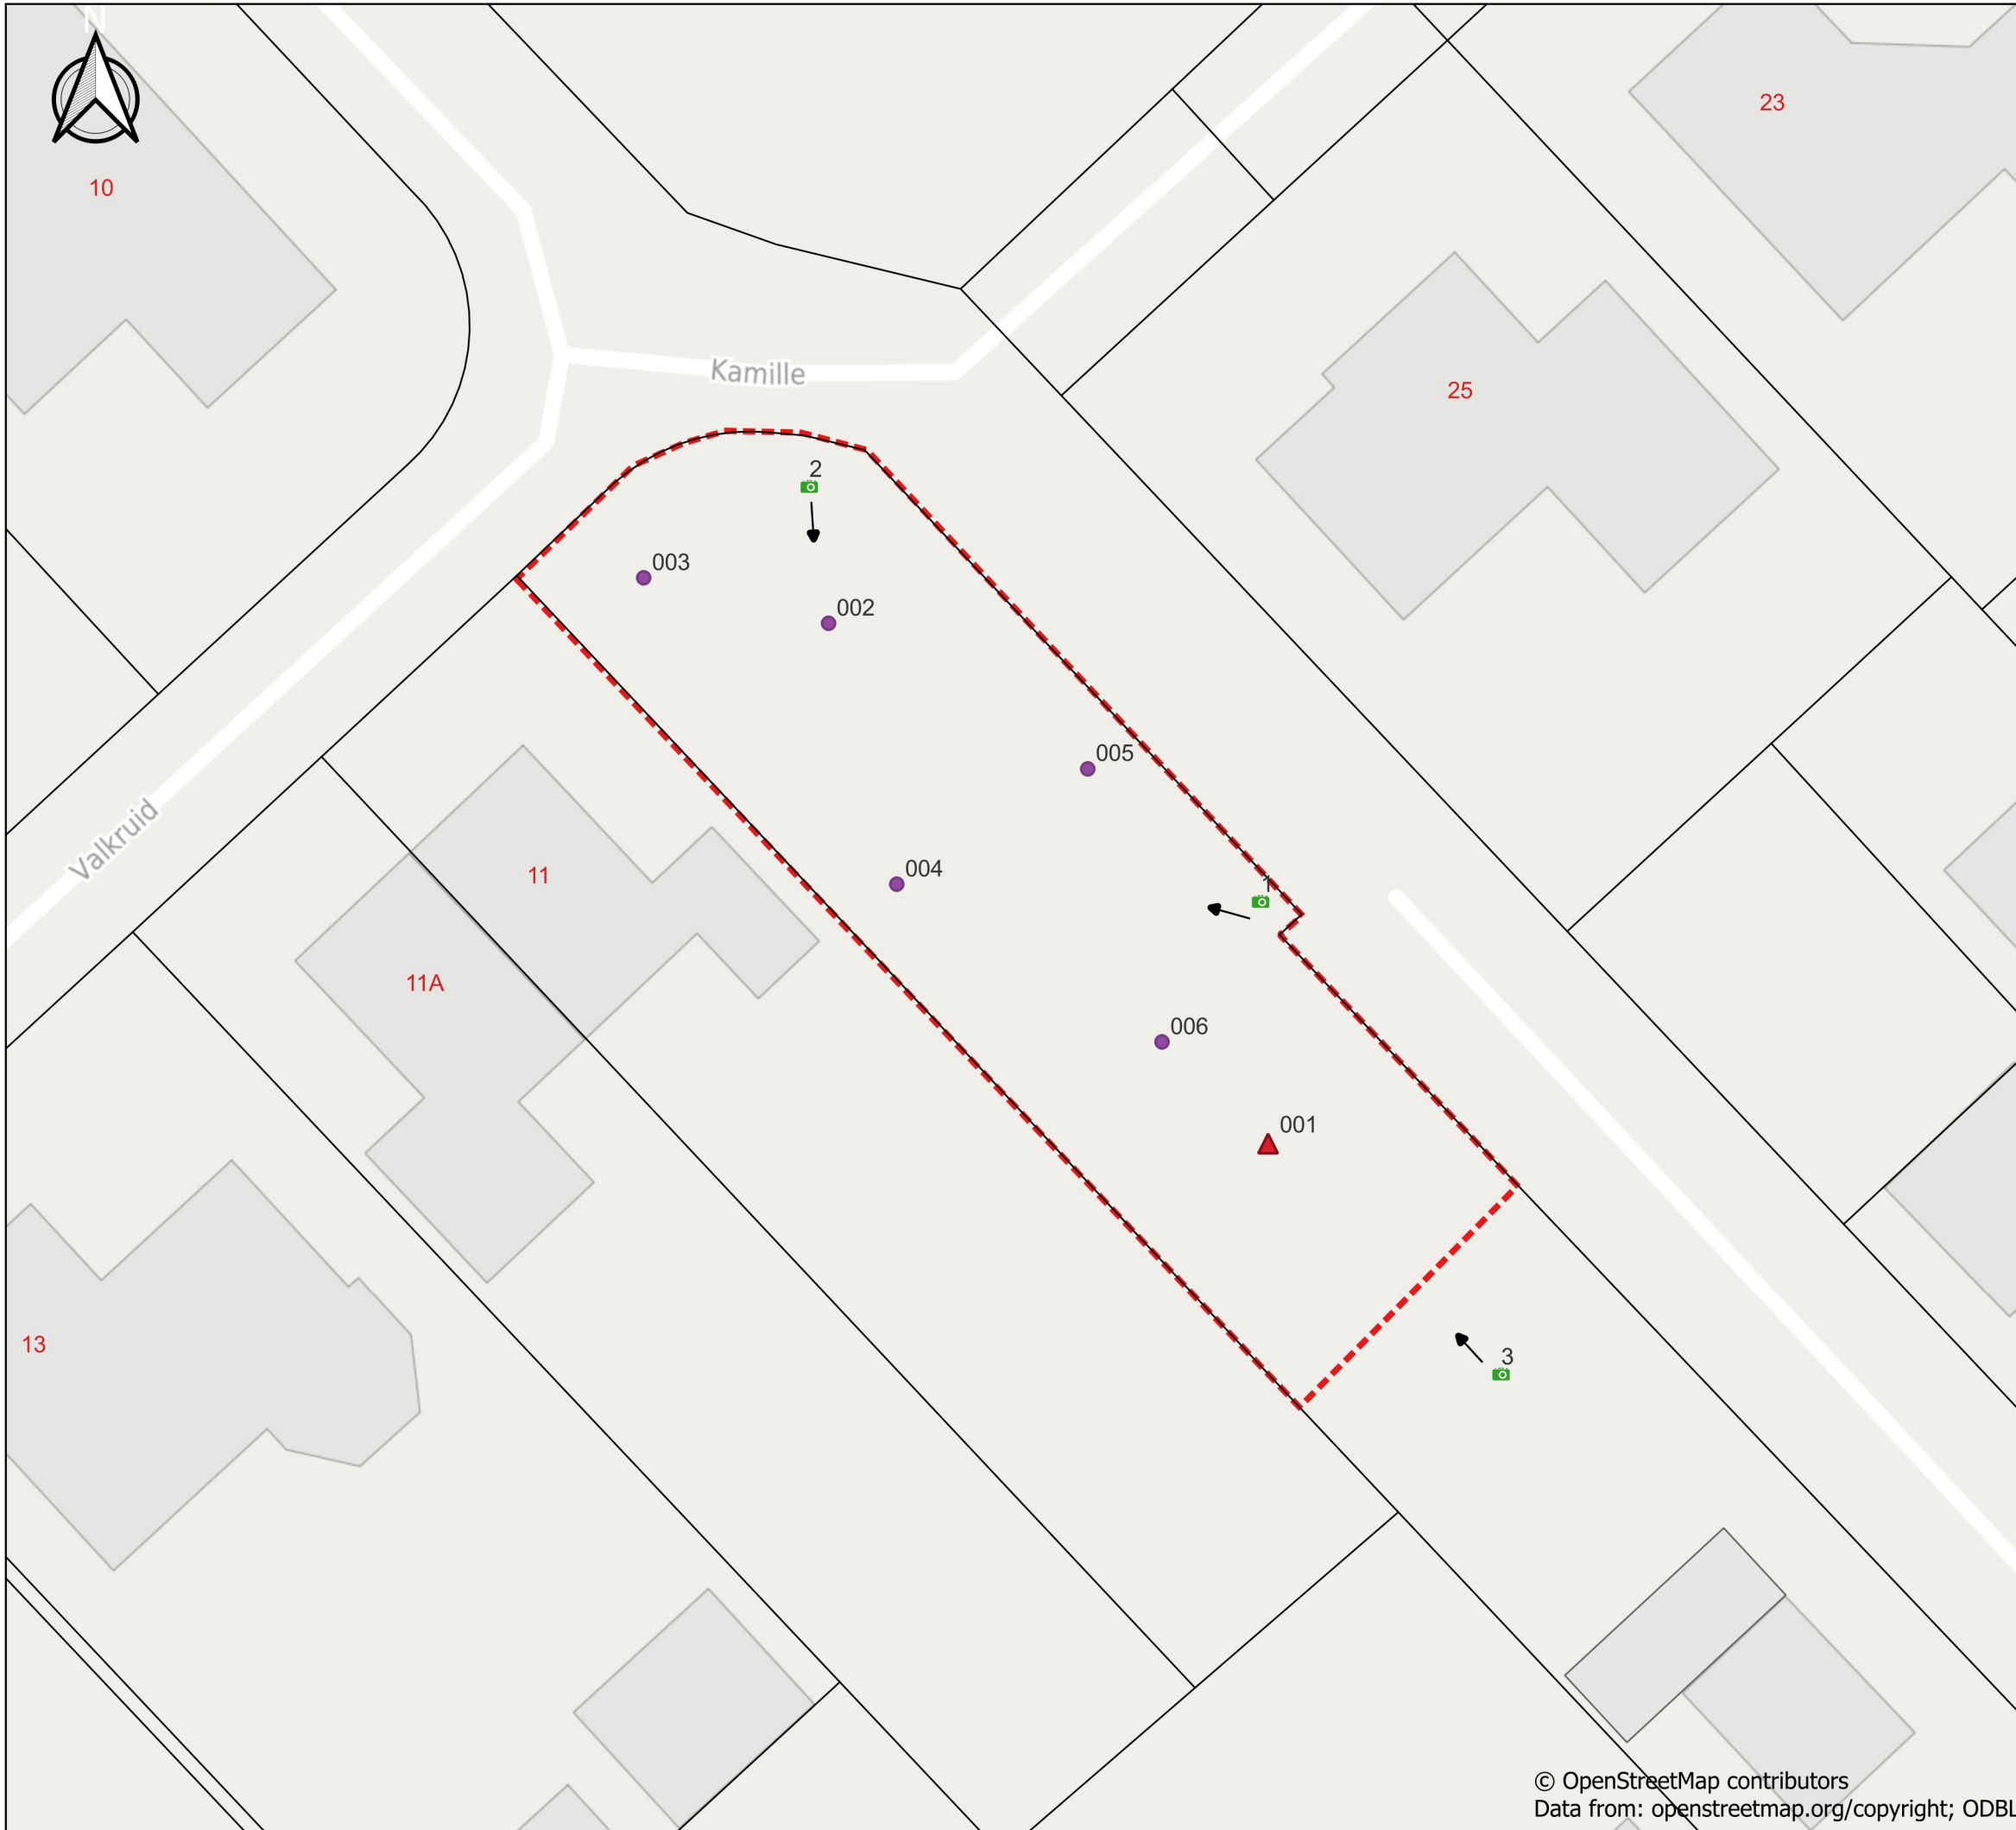 N
23
10
25
Kamille
2
003
002
005
Valkruid
11
004
1
11A
006
001
13
3
© OpenStreetMap contributors
Data from: openstreetmap.org/copyright; ODBL